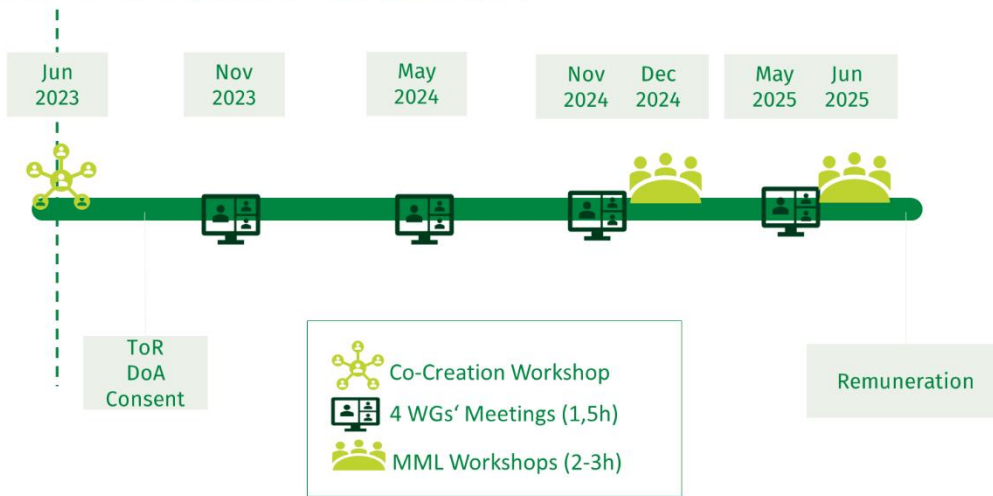 Jun
2023
Nov
2023
May
2024
Nov
2024
Dec
2024
May
2025
Jun
2025
ToR
DoA
Consent
Remuneration
Co-Creation Workshop
4 WGs‘ Meetings (1,5h)
MML Workshops (2-3h)